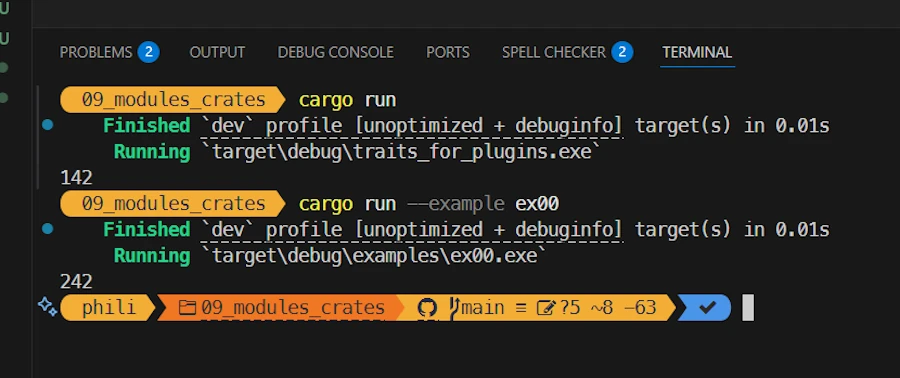 U
PROBLEMS 2 OUTPUT DEBUG CONSOLE PORTS SPELL CHECKER 2 TERMINAL
U
09_modules_crates cargo run
Finished `dev` profile [unoptimized + debuginfo] target(s) in 0.01s
Running `target\debug\traits_for_plugins.exe`
142
09_modules_crates cargo run --example ex00
Finished `dev` profile [unoptimized + debuginfo] target(s) in 0.01s
Running `target\debug\examples\ex00.exe`
242
phili 09_modules_crates main ≡ ?5 ~8 -63